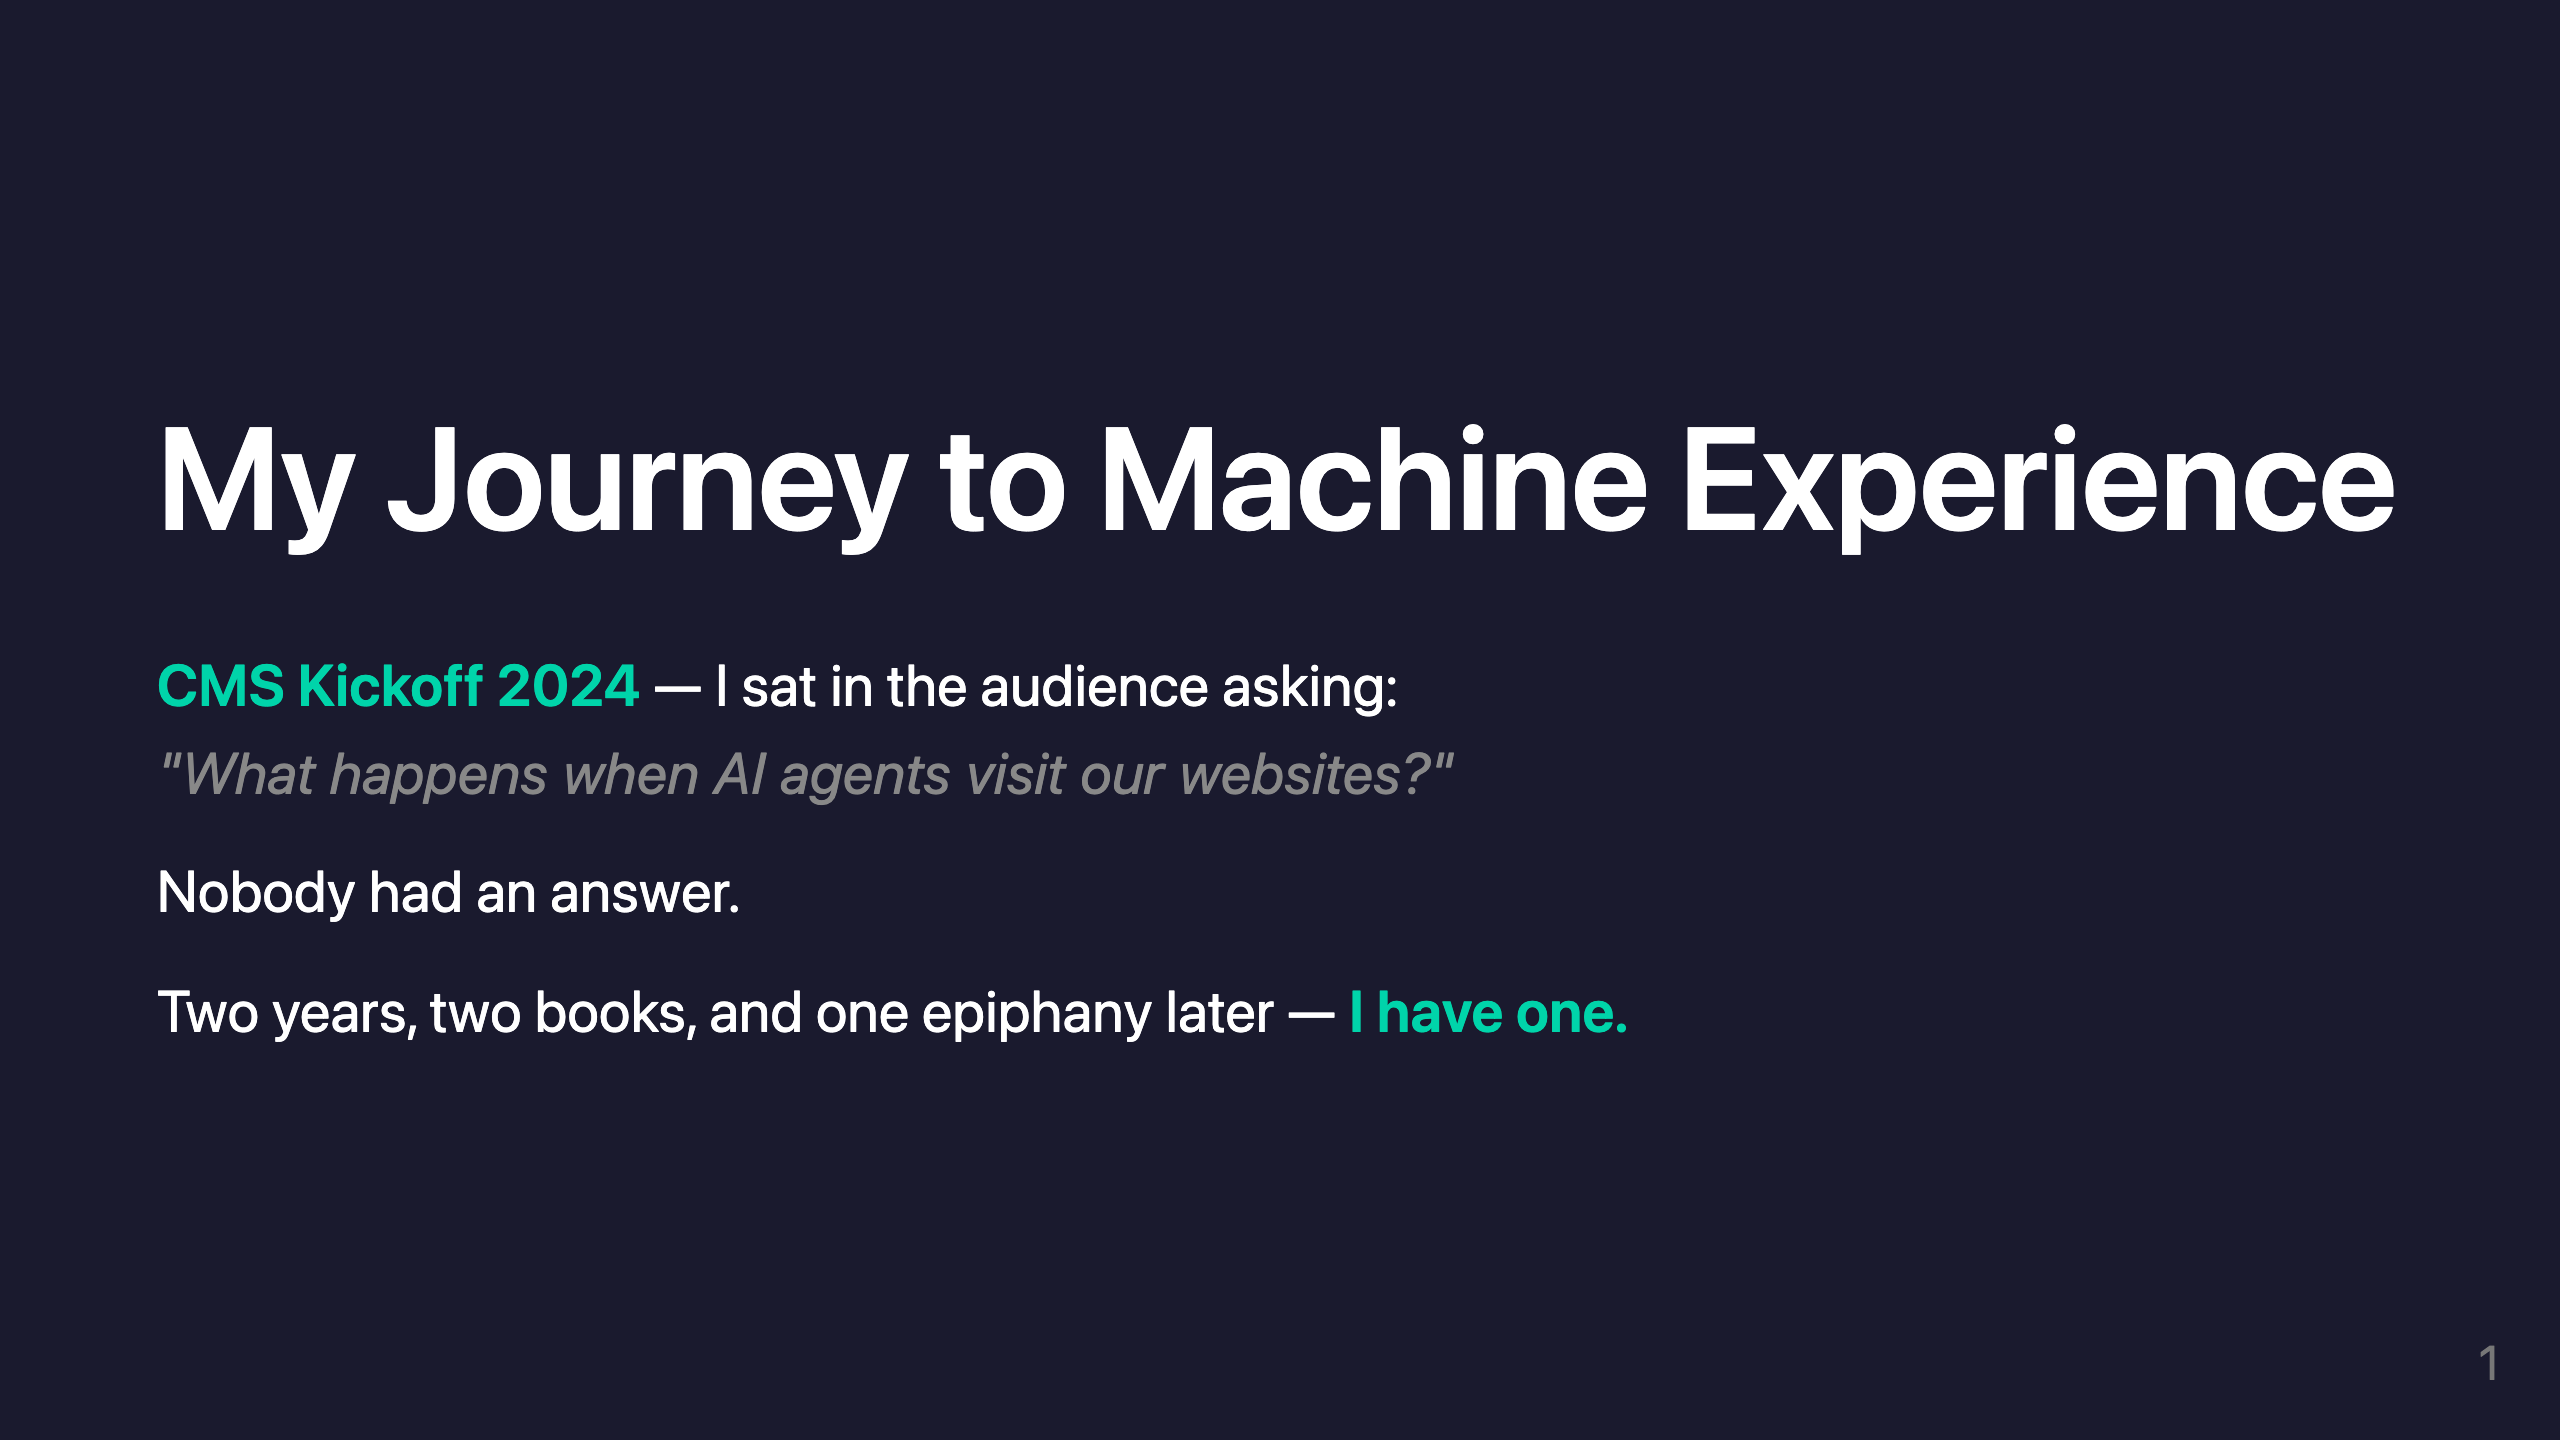 My Journey to Machine Experience
CMS Kickoff 2024 — I sat in the audience asking:
"What happens when AI agents visit our websites?"
Nobody had an answer.
Two years, two books, and one epiphany later — I have one.
1